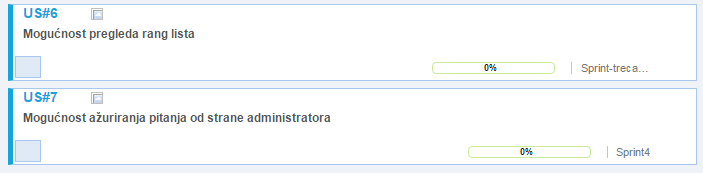 US#6
Mogućnost pregleda rang lista
0%
Sprint-treca...
US#7
Mogućnost ažuriranja pitanja od strane administratora
0%
Sprint4